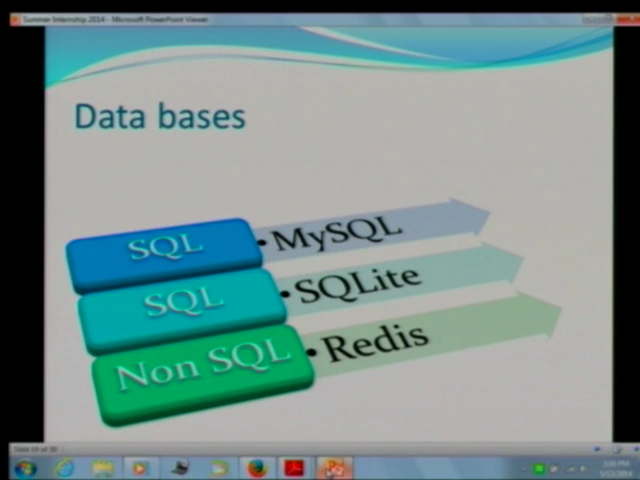 Summer Internship 2014 - Microsoft PowerPoint Viewer
Data bases
SQL
• MySQL
SQL
• SQLite
Non SQL
• Redis